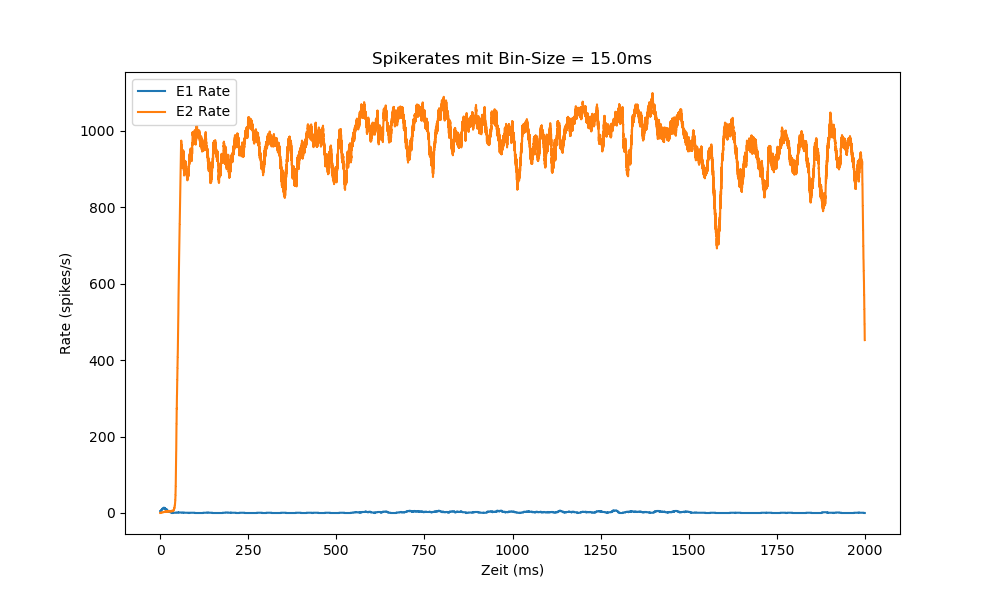 Spikerates mit Bin-Size = 15.0ms
E1 Rate
E2 Rate
1000
800
600
400
200
0
Rate (spikes/s)
0 250 500 750 1000 1250 1500 1750 2000
Zeit (ms)